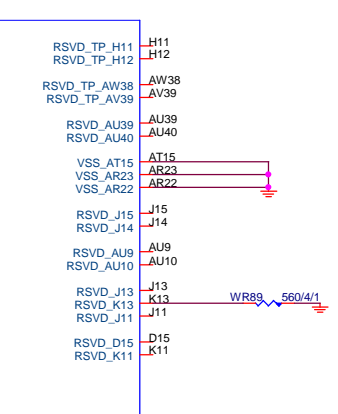 RSVD_TP_H11 H11
RSVD_TP_H12 H12
RSVD_TP_AW38 AW38
RSVD_TP_AV39 AV39
RSVD_AU39 AU39
RSVD_AU40 AU40
VSS_AT15 AT15
VSS_AR23 AR23
VSS_AR22 AR22
RSVD_J15 J15
RSVD_J14 J14
RSVD_AU9 AU9
RSVD_AU10 AU10
RSVD_J13 J13
RSVD_K13 K13 WR89 560/4/1
RSVD_J11 J11
RSVD_D15 D15
RSVD_K11 K11